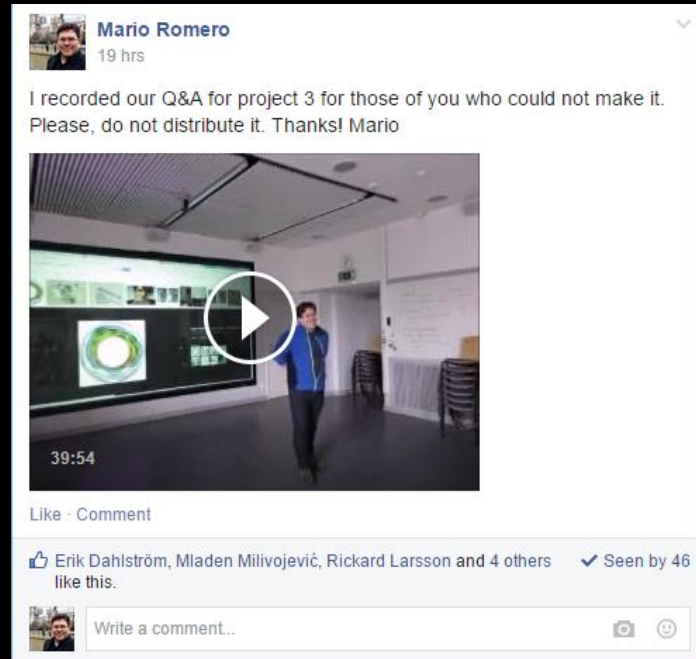 Mario Romero
19 hrs
I recorded our Q&A for project 3 for those of you who could not make it.
Please, do not distribute it. Thanks! Mario
39:54
Like · Comment
Erik Dahlström, Mladen Milivojević, Rickard Larsson and 4 others
like this.
Seen by 46
Write a comment...